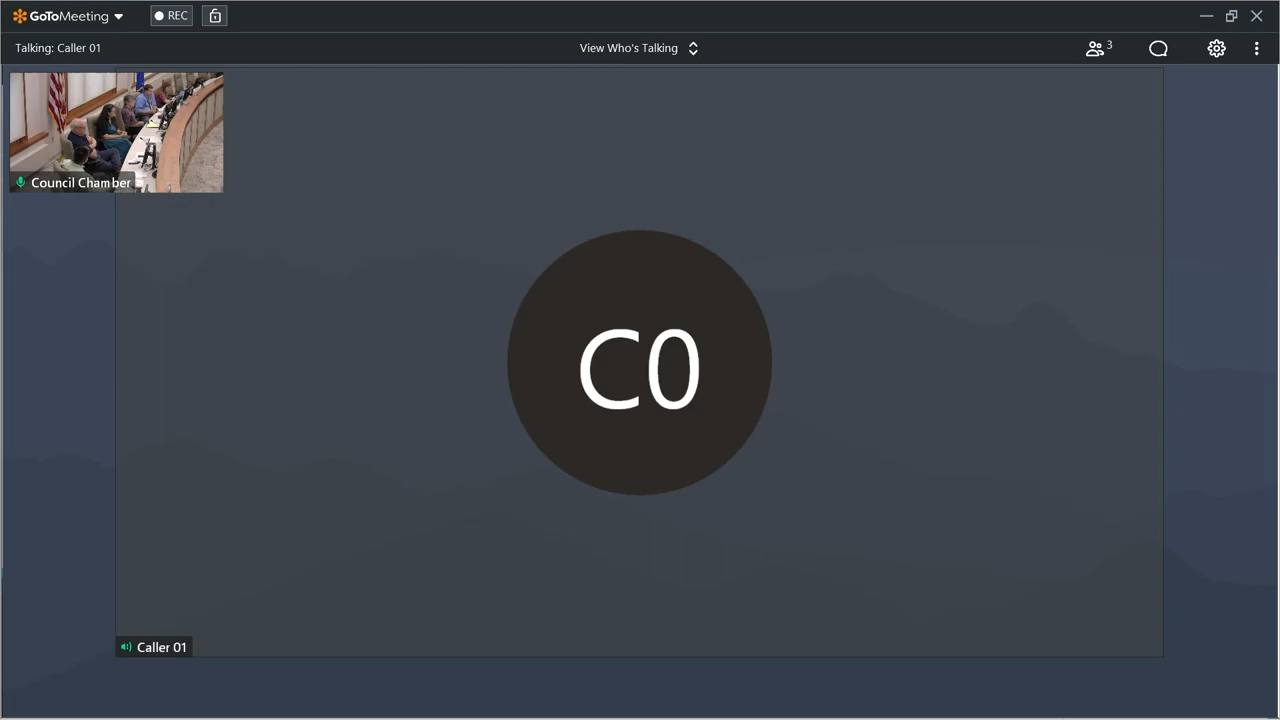 GoToMeeting
REC
Talking: Caller 01
View Who's Talking
3
Council Chamber
C0
Caller 01